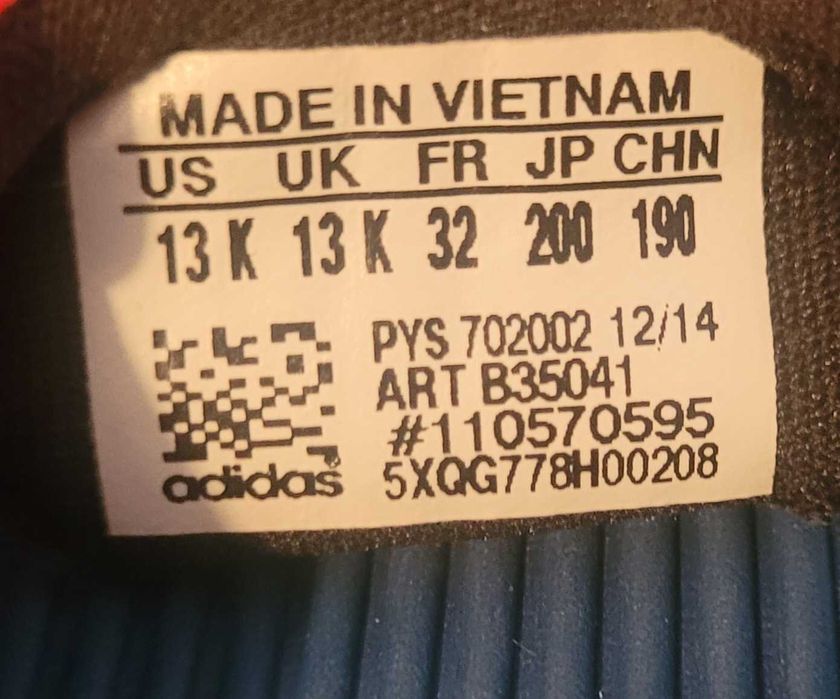 MADE IN VIETNAM
US UK FR JP CHN
13 K 13 K 32 200 190
PYS 702002 12/14
ART B35041
#110570595
adidas 5XQG778H00208